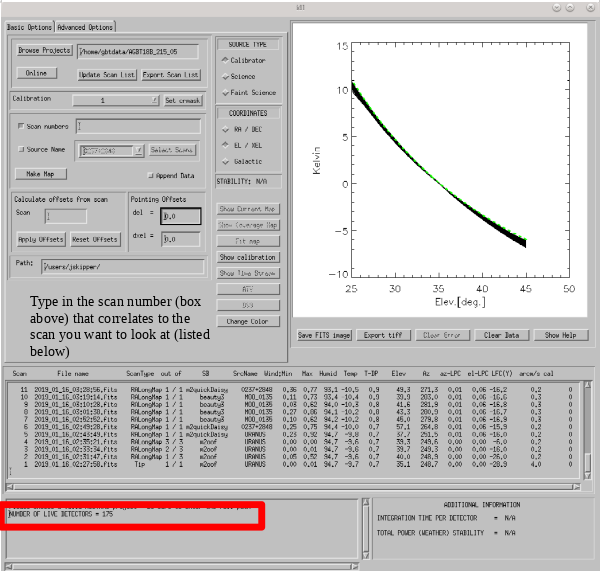 Basic Options Advanced Options
Browse Projects /home/gbtdata/AGBT18B_215_05
Online Update Scan List Export Scan List
Calibration 1 Set crmask
Scan numbers
Source Name 0237+2848 Select Scans
Make Map Append Data
Calculate offsets from scan
Scan
Apply Offsets Reset Offsets
Pointing Offsets
del = 0.0
dxel = 0.0
Path: /users/jskipper/
Type in the scan number (box
above) that correlates to the
scan you want to look at (listed
below)
SOURCE TYPE
Calibrator
Science
Faint Science
COORDINATES
RA / DEC
EL / XEL
Galactic
STABILITY: N/A
Show Current Map
Show Coverage Map
Fit map
Show calibration
Show Time Stream
Change Color
15
10
5
0
-5
-10
Kelvin
25 30 35 40 45 50
Elev.[deg.]
Save FITS image Export tiff Clear Error Clear Data Show Help
Scan File name ScanType out of SB SrcName Wind;Min Max Humid Temp T-IP Elev Az az-LPC el-LPC LFC(Y) arcm/s cal
11 2019_01_16_03:28:56.fits RALongMap 1 / 1 m2quickDaisy 0237+2848 0.36 0.77 93.1 -10.5 0.9 49.3 271.3 0.01 0.06 -16.2 0.2 0
10 2019_01_16_03:19:14.fits RALongMap 1 / 1 beauty3 MOO_0135 0.11 0.73 93.4 -10.4 0.9 39.9 283.0 0.01 0.06 -16.6 0.3 0
9 2019_01_16_03:10:28.fits RALongMap 1 / 1 beauty3 MOO_0135 0.03 0.62 94.0 -10.3 0.8 41.6 281.9 0.01 0.06 -16.8 0.3 0
8 2019_01_16_03:01:38.fits RALongMap 1 / 1 beauty3 MOO_0135 0.27 0.86 94.1 -10.2 0.8 43.3 280.9 0.01 0.06 -16.7 0.3 0
7 2019_01_16_02:52:52.fits RALongMap 1 / 1 beauty3 MOO_0135 0.10 0.62 94.2 -10.1 0.8 45.0 279.8 0.01 0.06 -16.8 0.3 0
6 2019_01_16_02:49:28.fits RALongMap 1 / 1 m2quickDaisy 0237+2848 0.25 0.75 94.4 -10.0 0.7 57.1 264.8 0.01 0.06 -15.9 0.2 0
5 2019_01_16_02:43:49.fits RALongMap 1 / 1 m2quickDaisy URANUS 0.23 0.92 94.7 -9.8 0.8 37.7 291.5 0.01 0.06 -16.0 0.2 0
4 2019_01_16_02:35:21.fits RALongMap 3 / 3 m2oof URANUS 0.00 0.00 94.7 -9.6 0.7 39.3 249.6 0.00 0.00 -6.0 0.2 0
3 2019_01_16_02:33:34.fits RALongMap 2 / 3 m2oof URANUS 0.00 0.01 94.7 -9.6 0.7 39.7 249.2 0.00 0.00 -16.0 0.2 0
2 2019_01_16_02:31:47.fits RALongMap 1 / 3 m2oof URANUS 0.05 0.52 94.7 -9.6 0.7 40.0 248.9 0.00 0.00 -26.0 0.2 0
1 2019_01_16_02:27:58.fits Tip 1 / 1 m2oof URANUS 0.00 0.01 94.7 -9.7 0.7 35.1 248.7 0.00 0.00 -28.9 4.0 0
NUMBER OF LIVE DETECTORS = 175
ADDITIONAL INFORMATION
INTEGRATION TIME PER DETECTOR = N/A
TOTAL POWER (WEATHER) STABILITY = N/A